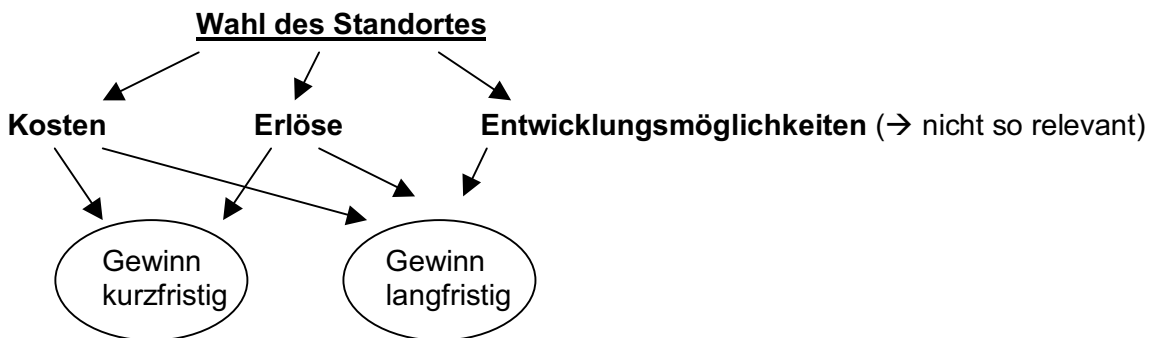 Wahl des Standortes
Kosten Erlöse Entwicklungsmöglichkeiten (→ nicht so relevant)
Gewinn
kurzfristig
Gewinn
langfristig